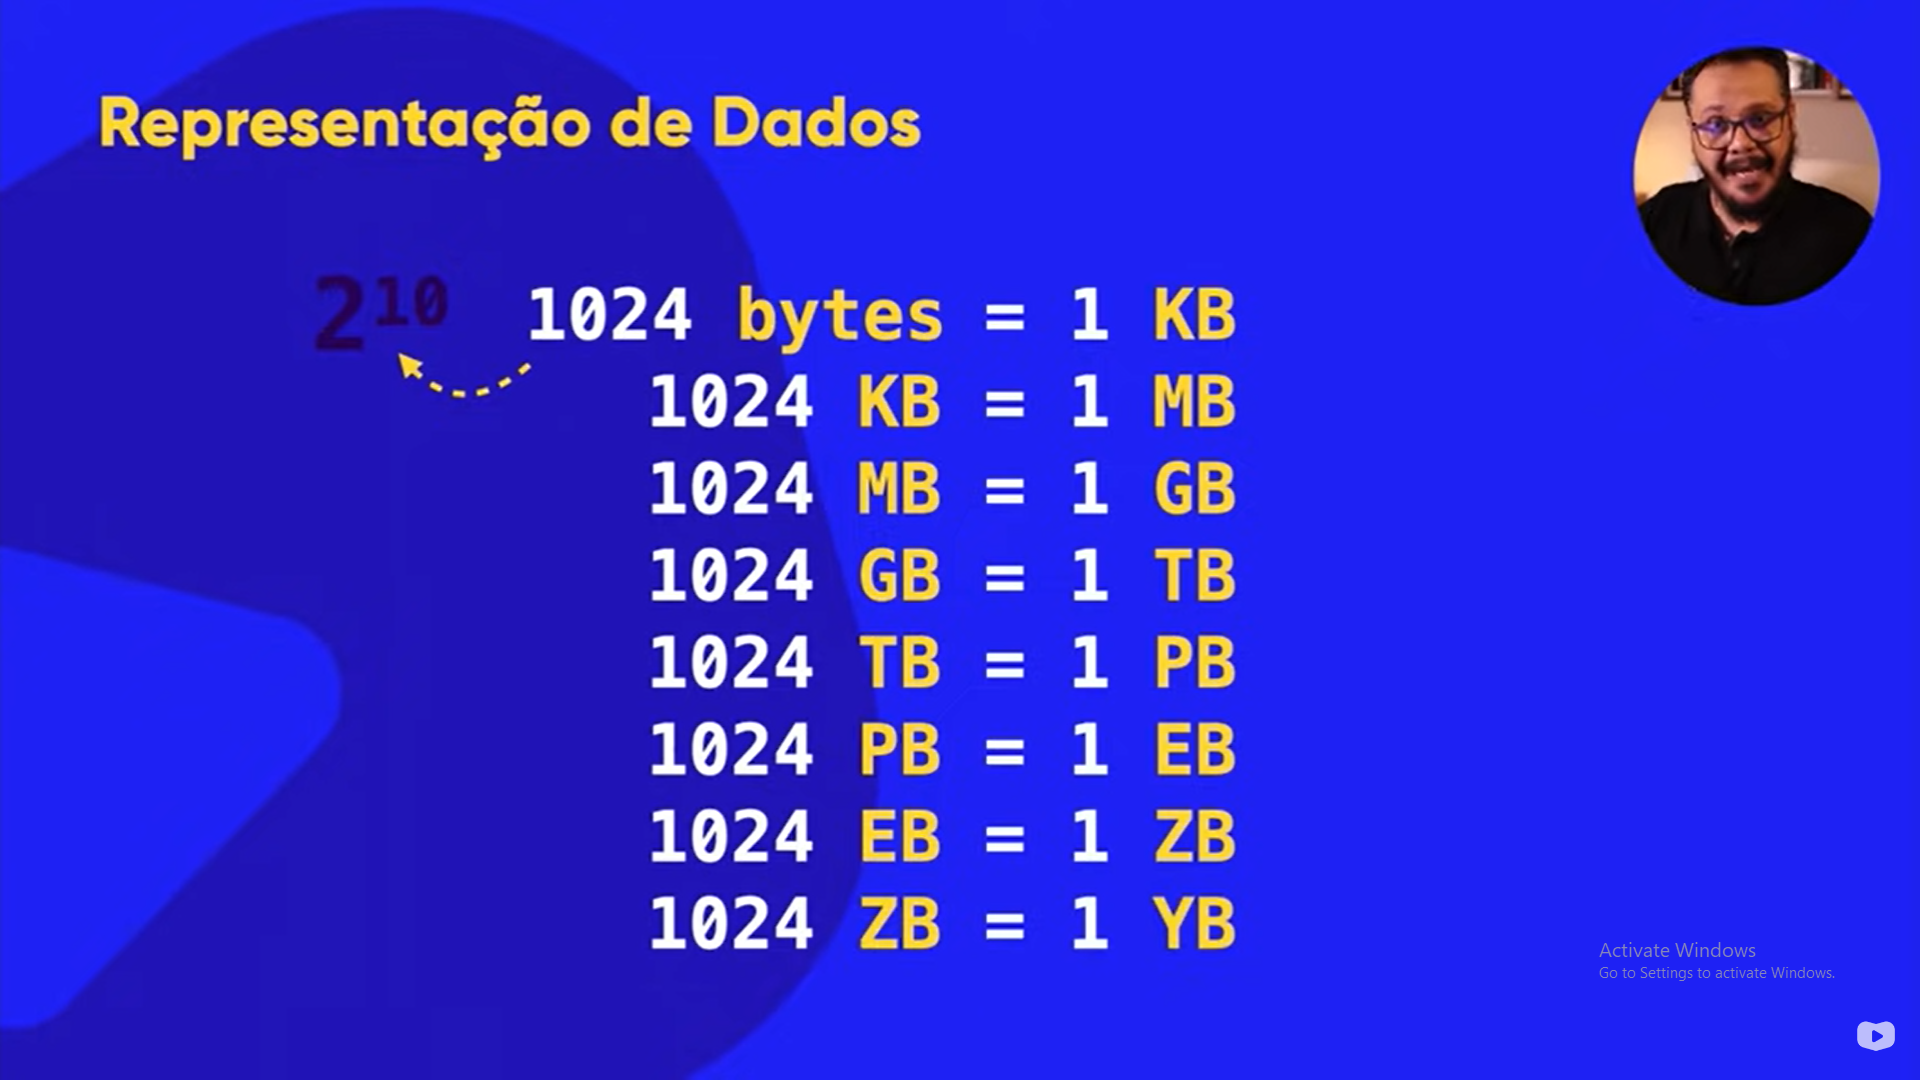 Representação de Dados
2¹⁰ 1024 bytes = 1 KB
1024 KB = 1 MB
1024 MB = 1 GB
1024 GB = 1 TB
1024 TB = 1 PB
1024 PB = 1 EB
1024 EB = 1 ZB
1024 ZB = 1 YB
Activate Windows
Go to Settings to activate Windows.